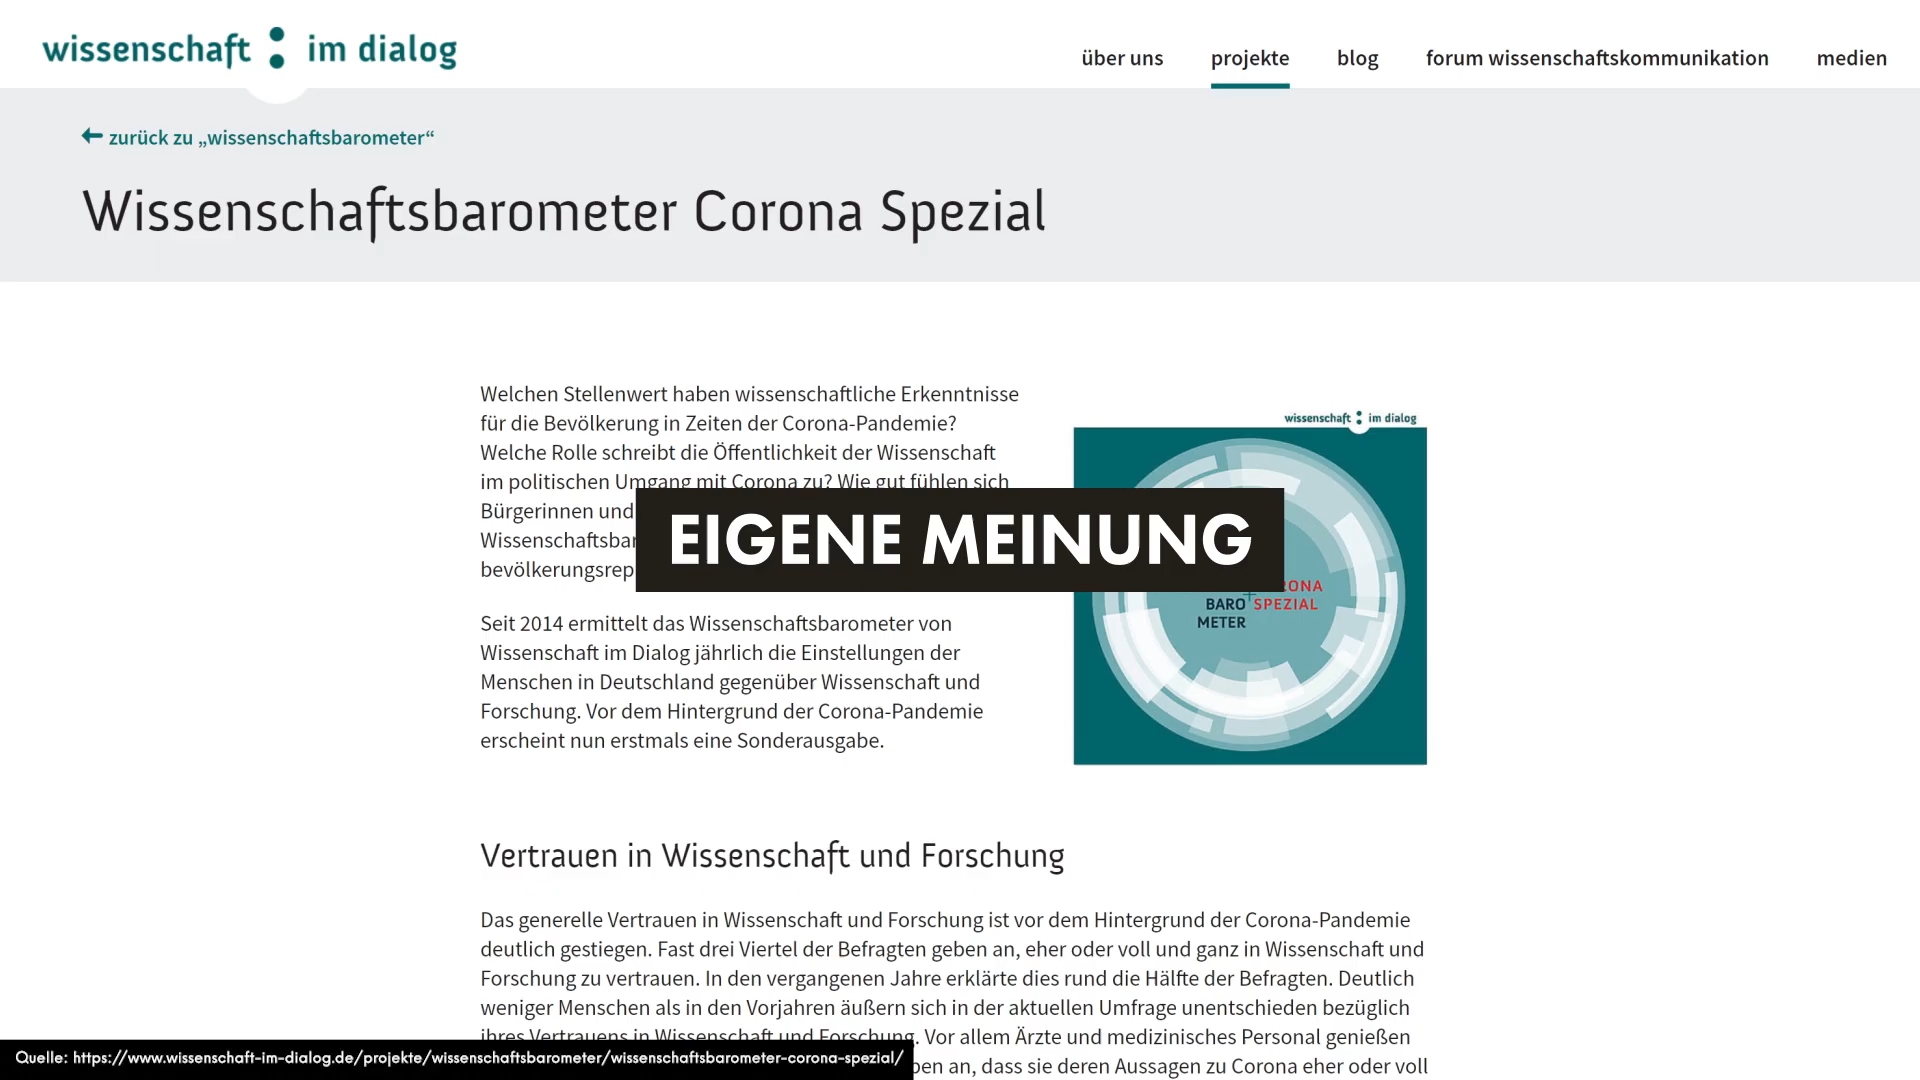 wissenschaft : im dialog
über uns
projekte
blog
forum wissenschaftskommunikation
medien
zurück zu „wissenschaftsbarometer“
Wissenschaftsbarometer Corona Spezial
Welchen Stellenwert haben wissenschaftliche Erkenntnisse
für die Bevölkerung in Zeiten der Corona-Pandemie?
Welche Rolle schreibt die Öffentlichkeit der Wissenschaft
im politischen Umgang mit Corona zu? Wie gut fühlen sich
Bürgerinnen und
EIGENE MEINUNG
Seit 2014 ermittelt das Wissenschaftsbarometer von
Wissenschaft im Dialog jährlich die Einstellungen der
Menschen in Deutschland gegenüber Wissenschaft und
Forschung. Vor dem Hintergrund der Corona-Pandemie
erscheint nun erstmals eine Sonderausgabe.
wissenschaft : im dialog
BARO
METER
SPEZIAL
Vertrauen in Wissenschaft und Forschung
Das generelle Vertrauen in Wissenschaft und Forschung ist vor dem Hintergrund der Corona-Pandemie
deutlich gestiegen. Fast drei Viertel der Befragten geben an, eher oder voll und ganz in Wissenschaft und
Forschung zu vertrauen. In den vergangenen Jahre erklärte dies rund die Hälfte der Befragten. Deutlich
weniger Menschen als in den Vorjahren äußern sich in der aktuellen Umfrage unentschieden bezüglich
ihres Vertrauens in Wissenschaft und Forschung. Vor allem Ärzte und medizinisches Personal genießen
an, dass sie deren Aussagen zu Corona eher oder voll
Quelle: https://www.wissenschaft-im-dialog.de/projekte/wissenschaftsbarometer/wissenschaftsbarometer-corona-spezial/